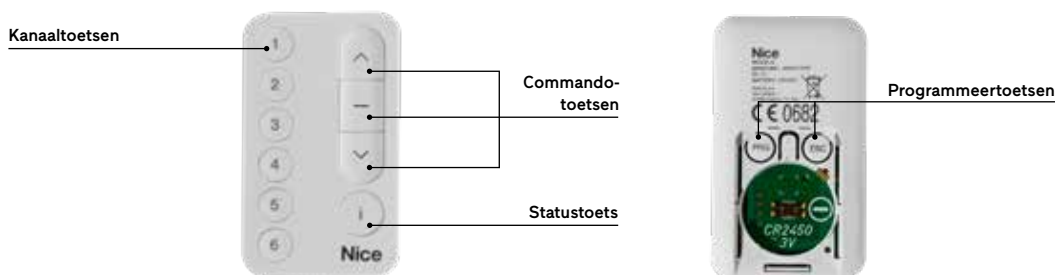 Kanaaltoetsen
1
2
3
4
5
6
i
Nice
Commando-
toetsen
Statustoets
Nice
CE 0682
PRG
ESC
CR2450
3V
Programmeertoetsen